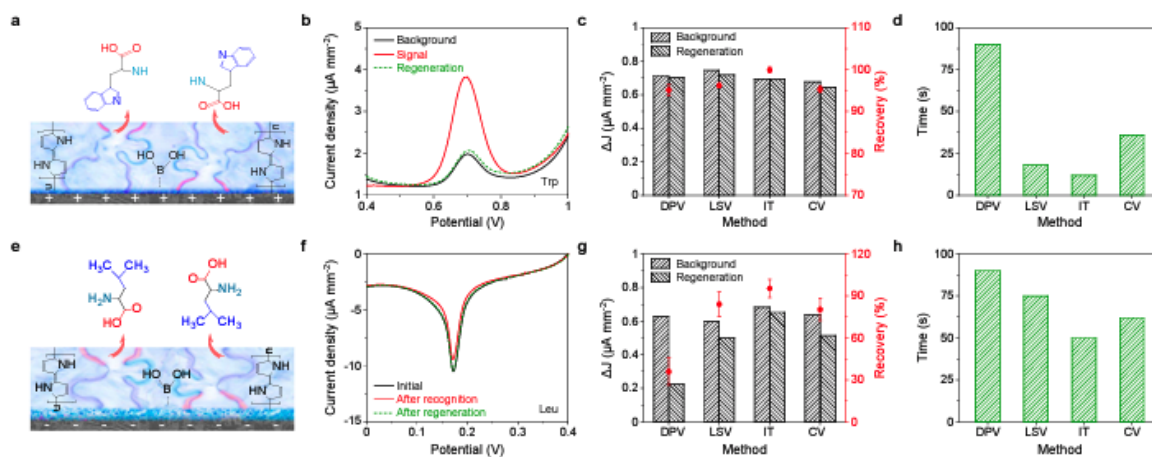 a
HO
O
NH
N
N
HN
O
OH
n
NH
HN
n
HO
OH
B
NH
HN
n
+ + + + + + + + +
b
Current density (µA mm⁻²)
5
4
3
2
1
Background
Signal
Regeneration
Trp
0.4
0.6
0.8
1
Potential (V)
c
ΔJ (µA mm⁻²)
1
0.8
0.6
0.4
0.2
0
Background
Regeneration
100
95
90
85
80
75
70
Recovery (%)
DPV LSV IT CV
Method
d
Time (s)
100
75
50
25
0
DPV LSV IT CV
Method
e
H₃C
CH₃
H₂N
O
HO
OH
O
NH₂
H₃C
CH₃
n
NH
HN
n
HO
OH
B
n
NH
HN
- - - - - - - - -
f
Current density (µA mm⁻²)
0
-5
-10
-15
Initial
After recognition
After regeneration
Leu
0
0.1
0.2
0.3
0.4
Potential (V)
g
ΔJ (µA mm⁻²)
1
0.8
0.6
0.4
0.2
0
Background
Regeneration
120
90
60
30
0
Recovery (%)
DPV LSV IT CV
Method
h
Time (s)
100
75
50
25
0
DPV LSV IT CV
Method